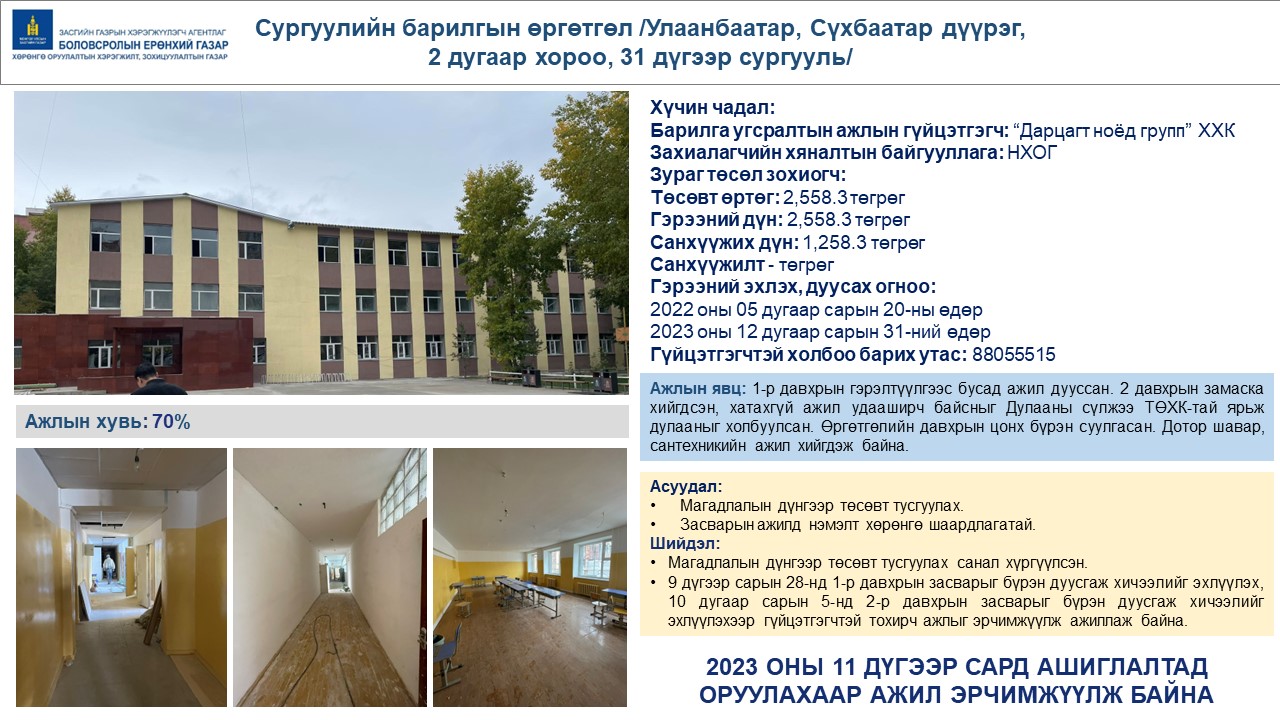 ЗАСГИЙН ГАЗРЫН ХЭРЭГЖҮҮЛЭГЧ АГЕНТЛАГ
БОЛОВСРОЛЫН ЕРӨНХИЙ ГАЗАР
ХӨРӨНГӨ ОРУУЛАЛТЫН ХЭРЭГЖИЛТ, ЗОХИЦУУЛАЛТЫН ГАЗАР
Сургуулийн барилгын өргөтгөл /Улаанбаатар, Сүхбаатар дүүрэг,
2 дугаар хороо, 31 дүгээр сургууль/
Ажлын хувь: 70%
Хүчин чадал:
Барилга угсралтын ажлын гүйцэтгэгч: “Дарцагт ноёд групп” ХХК
Захиалагчийн хяналтын байгууллага: НХОГ
Зураг төсөл зохиогч:
Төсөвт өртөг: 2,558.3 төгрөг
Гэрээний дүн: 2,558.3 төгрөг
Санхүүжих дүн: 1,258.3 төгрөг
Санхүүжилт - төгрөг
Гэрээний эхлэх, дуусах огноо:
2022 оны 05 дугаар сарын 20-ны өдөр
2023 оны 12 дугаар сарын 31-ний өдөр
Гүйцэтгэгчтэй холбоо барих утас: 88055515
Ажлын явц: 1-р давхрын гэрэлтүүлгээс бусад ажил дууссан. 2 давхрын замаска
хийгдсэн, хатахгүй ажил удааширч байсныг Дулааны сүлжээ ТӨХК-тай ярьж
дулааныг холбуулсан. Өргөтгөлийн давхрын цонх бүрэн суулгасан. Дотор шавар,
сантехникийн ажил хийгдэж байна.
Асуудал:
• Магадлалын дүнгээр төсөвт тусгуулах.
• Засварын ажилд нэмэлт хөрөнгө шаардлагатай.
Шийдэл:
• Магадлалын дүнгээр төсөвт тусгуулах санал хүргүүлсэн.
• 9 дүгээр сарын 28-нд 1-р давхрын засварыг бүрэн дуусгаж хичээлийг эхлүүлэх,
10 дугаар сарын 5-нд 2-р давхрын засварыг бүрэн дуусгаж хичээлийг
эхлүүлэхээр гүйцэтгэгчтэй тохирч ажлыг эрчимжүүлж ажиллаж байна.
2023 ОНЫ 11 ДҮГЭЭР САРД АШИГЛАЛТАД
ОРУУЛАХААР АЖИЛ ЭРЧИМЖҮҮЛЖ БАЙНА